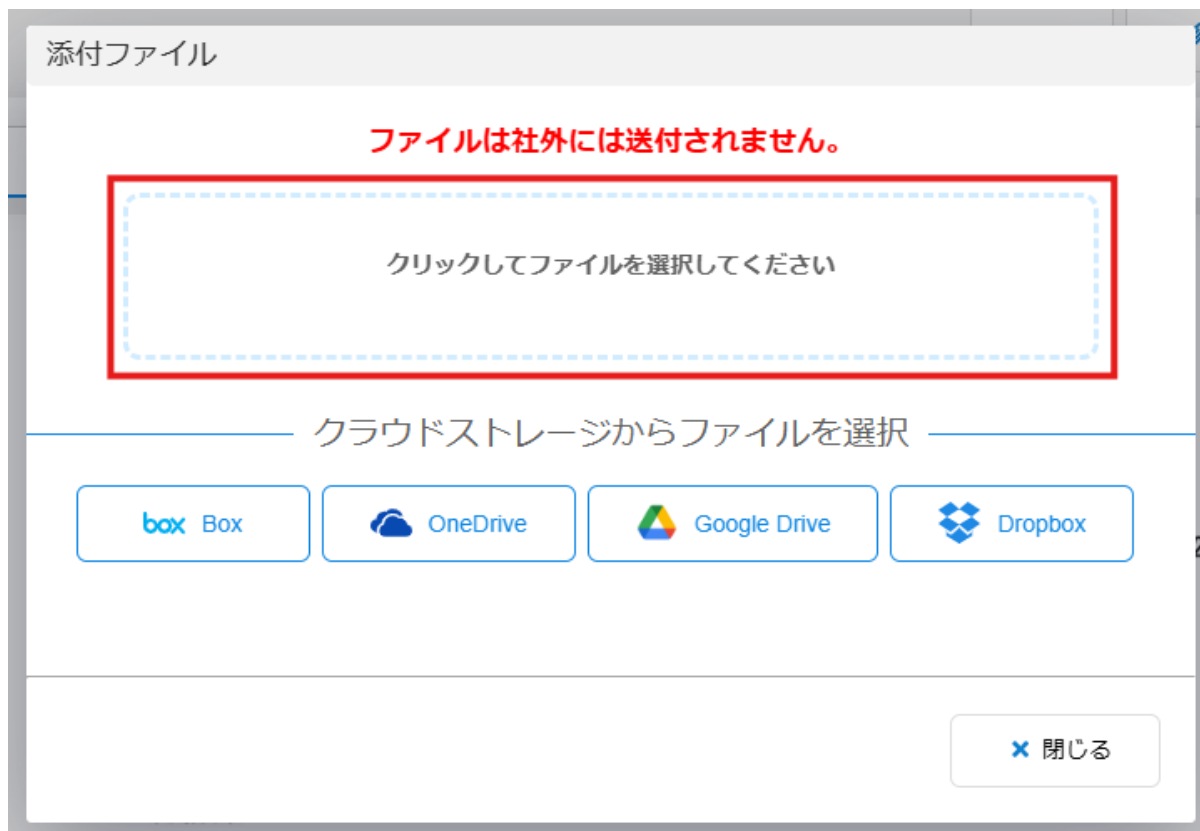 添付ファイル
ファイルは社外には送付されません。
クリックしてファイルを選択してください
クラウドストレージからファイルを選択
box Box
OneDrive
Google Drive
Dropbox
× 閉じる